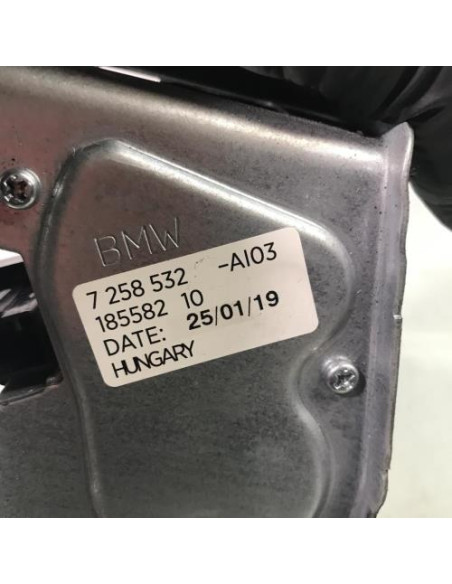 BMW
7 258 532 -AI03
185582 10
DATE: 25/01/19
HUNGARY